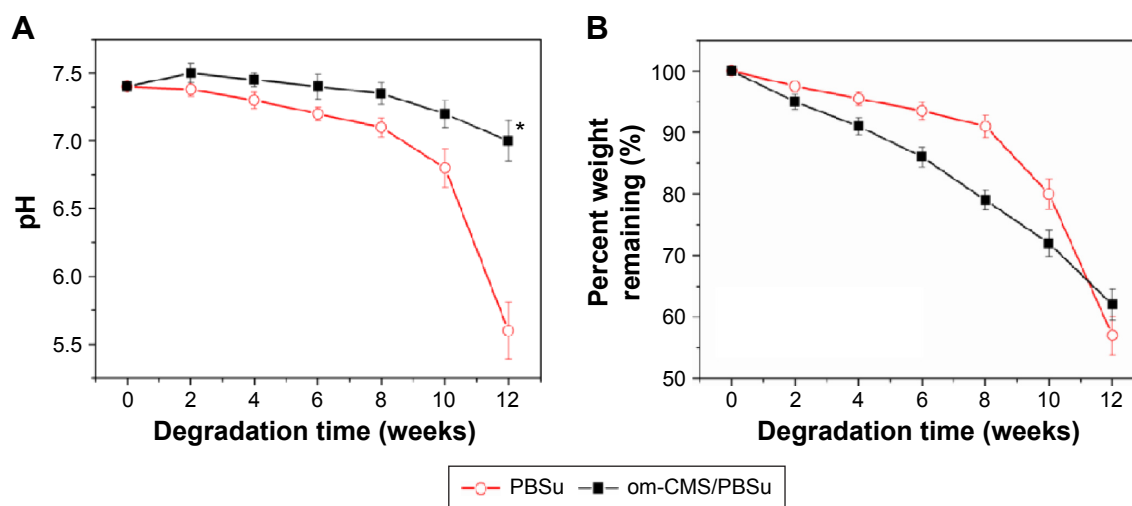 A
B
7.5
7.0
6.5
6.0
5.5
pH
*
0 2 4 6 8 10 12
Degradation time (weeks)
100
90
80
70
60
50
Percent weight
remaining (%)
0 2 4 6 8 10 12
Degradation time (weeks)
PBSu om-CMS/PBSu